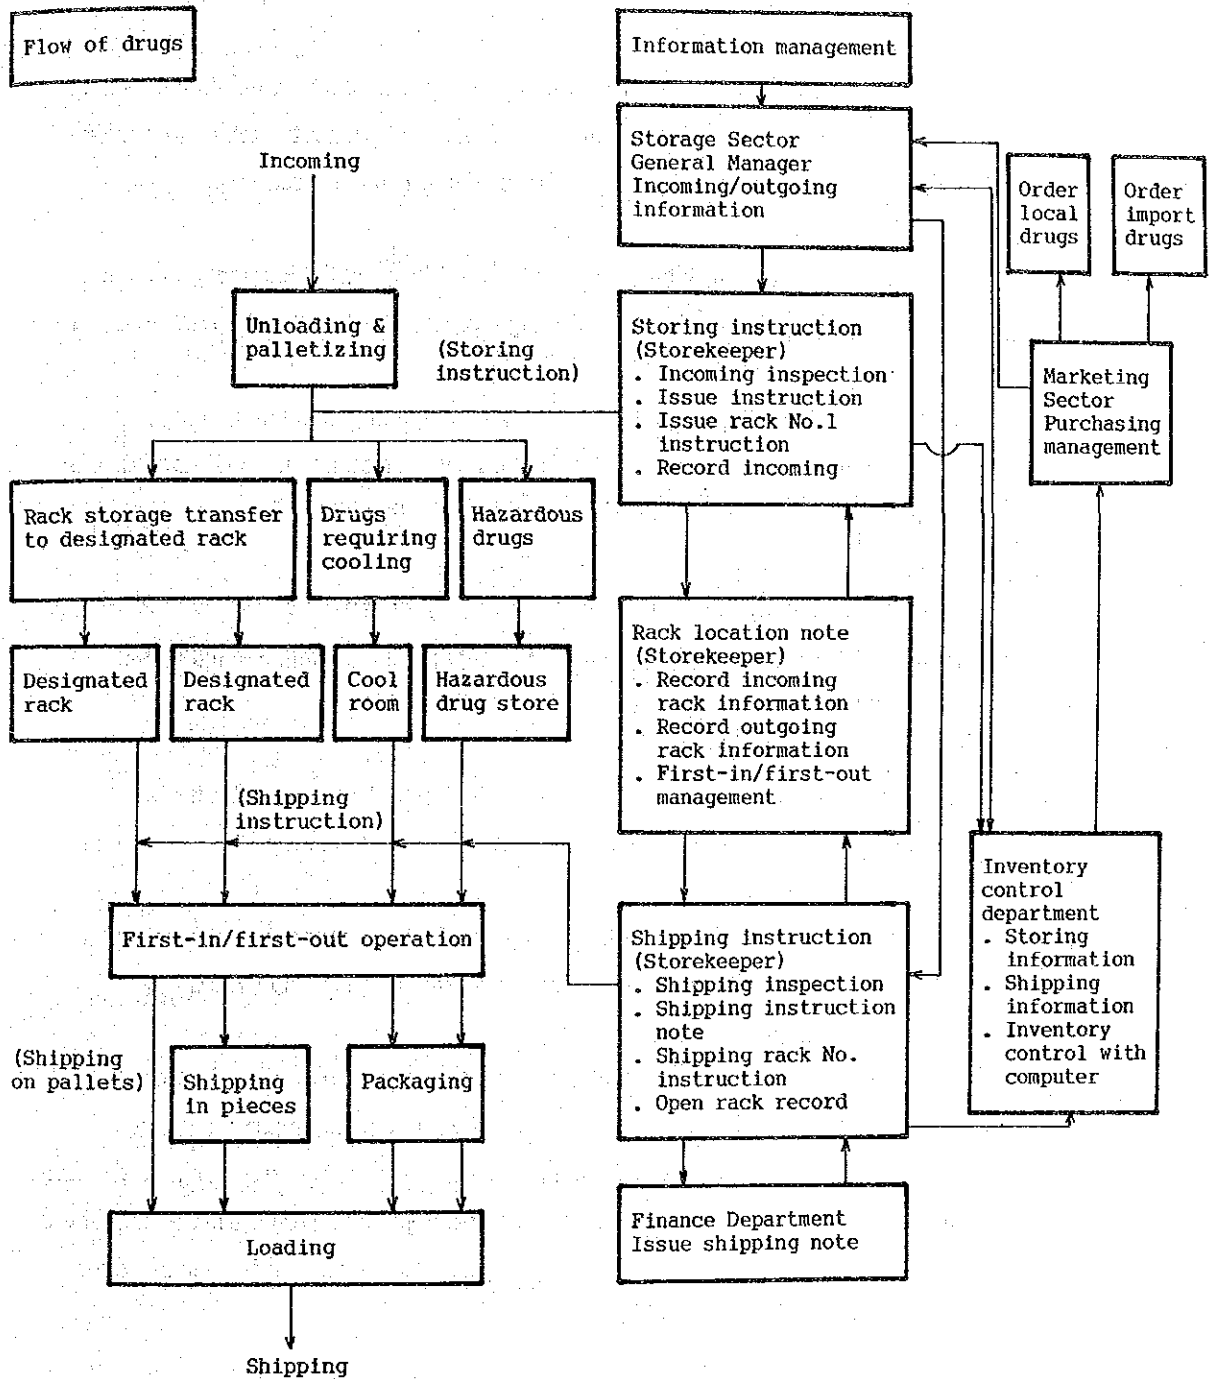 Flow of drugs
Incoming
Unloading &
palletizing
(Storing
instruction)
Rack storage transfer
to designated rack
Drugs
requiring
cooling
Hazardous
drugs
Designated
rack
Designated
rack
Cool
room
Hazardous
drug store
(Shipping
instruction)
First-in/first-out operation
(Shipping
on pallets)
Shipping
in pieces
Packaging
Loading
Shipping
Information management
Storage Sector
General Manager
Incoming/outgoing
information
Storing instruction
(Storekeeper)
. Incoming inspection
. Issue instruction
. Issue rack No.1
instruction
. Record incoming
Rack location note
(Storekeeper)
. Record incoming
rack information
. Record outgoing
rack information
. First-in/first-out
management
Shipping instruction
(Storekeeper)
. Shipping inspection
. Shipping instruction
note
. Shipping rack No.
instruction
. Open rack record
Finance Department
Issue shipping note
Order
local
drugs
Order
import
drugs
Marketing
Sector
Purchasing
management
Inventory
control
department
. Storing
information
. Shipping
information
. Inventory
control with
computer